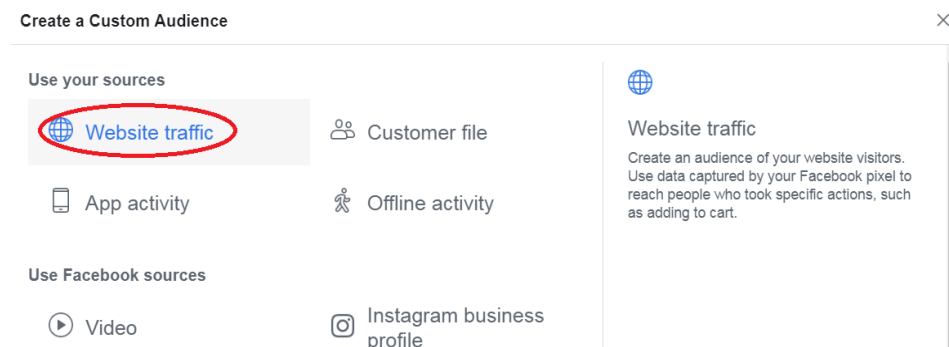 Create a Custom Audience
Use your sources
Website traffic
Customer file
App activity
Offline activity
Use Facebook sources
Video
Instagram business
profile
Website traffic
Create an audience of your website visitors.
Use data captured by your Facebook pixel to
reach people who took specific actions, such
as adding to cart.